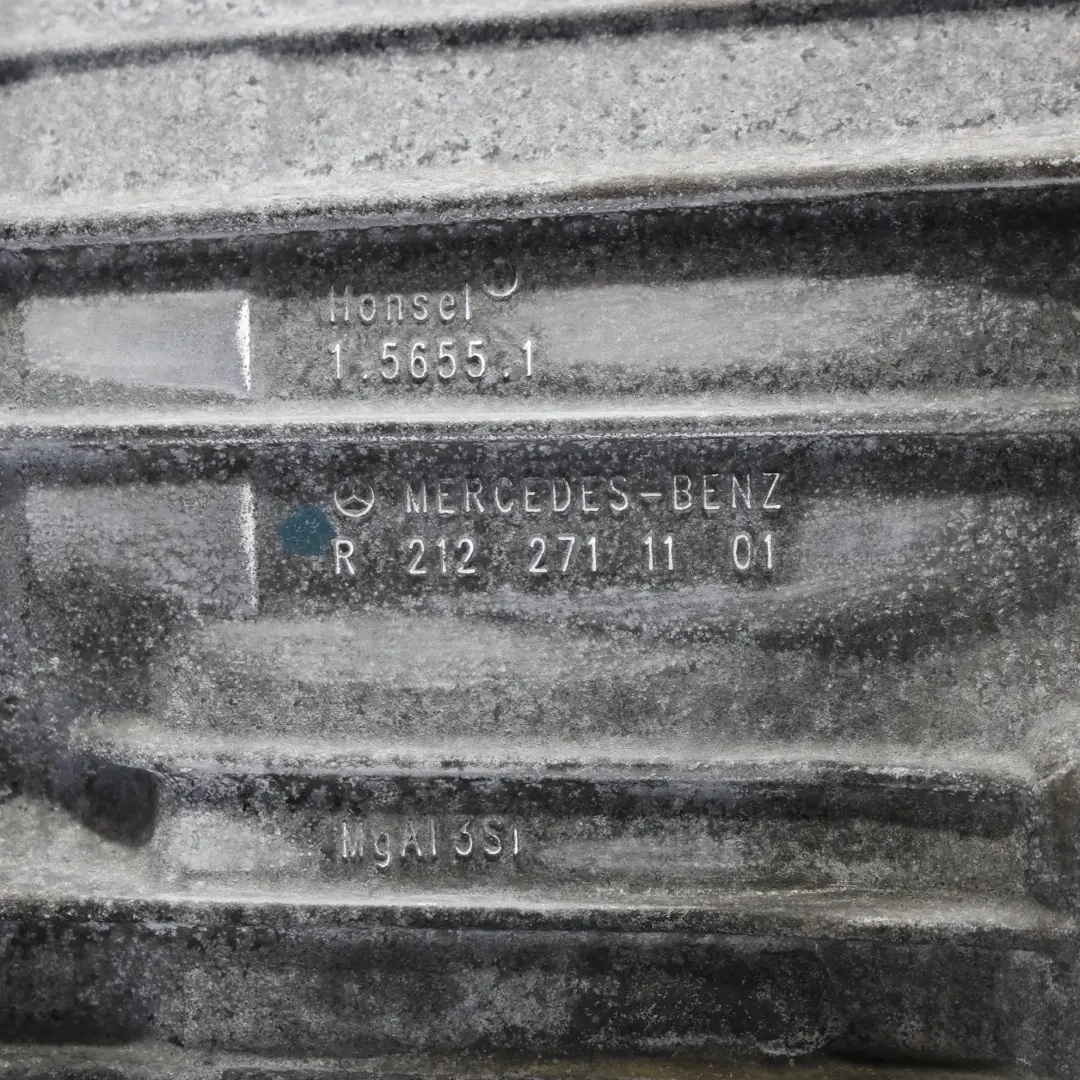 Honsel
1.5655.1
MERCEDES-BENZ
R 212 271 11 01
MgAl3Si